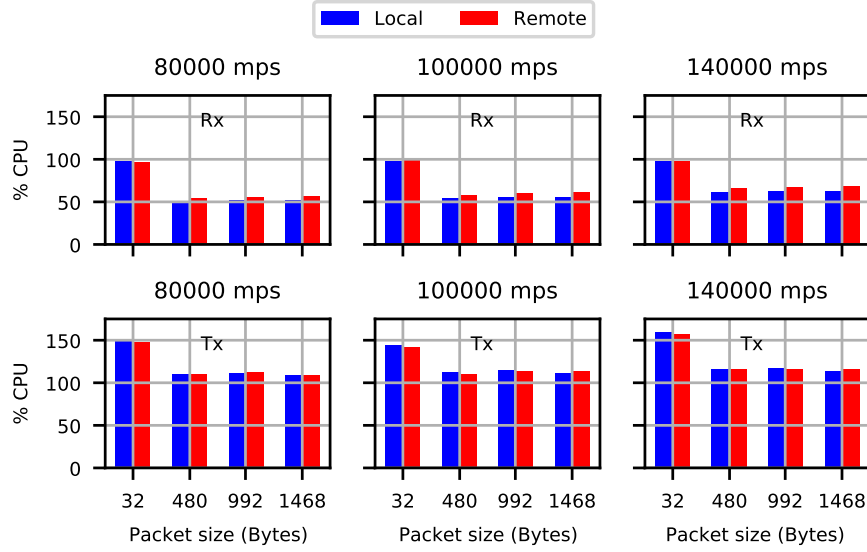 Local Remote
80000 mps 100000 mps 140000 mps
150
100
50
0
% CPU
Rx Rx Rx
80000 mps 100000 mps 140000 mps
150
100
50
0
% CPU
Tx Tx Tx
32 480 992 1468 32 480 992 1468 32 480 992 1468
Packet size (Bytes) Packet size (Bytes) Packet size (Bytes)